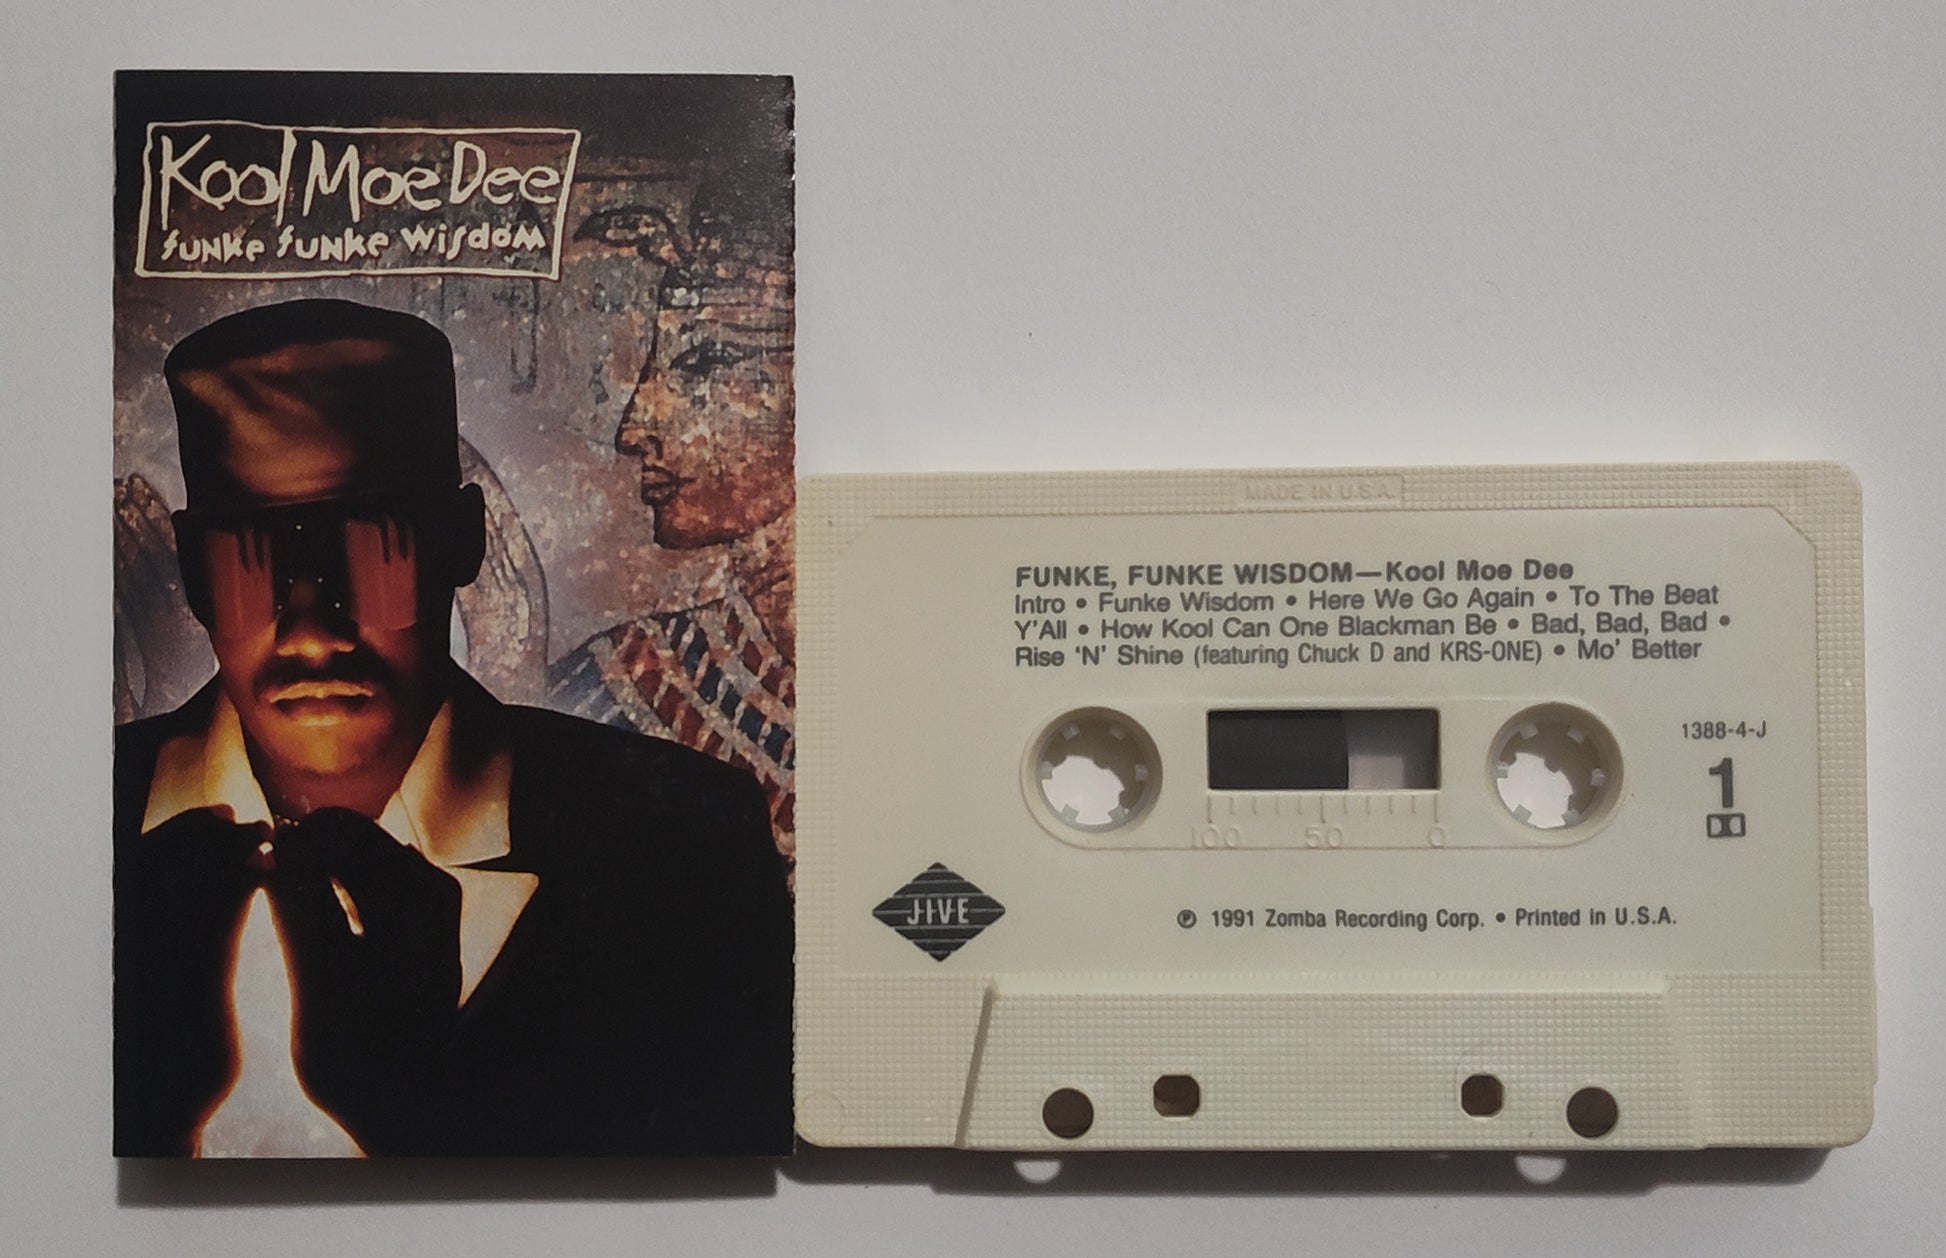 Kool Moe Dee
funke funke wisdom
MADE IN U.S.A.
FUNKE, FUNKE WISDOM—Kool Moe Dee
Intro • Funke Wisdom • Here We Go Again • To The Beat
Y'All • How Kool Can One Blackman Be • Bad, Bad, Bad •
Rise 'N' Shine (featuring Chuck D and KRS-ONE) • Mo' Better
1388-4-J
1
100 50 0
JIVE
℗ 1991 Zomba Recording Corp. • Printed in U.S.A.